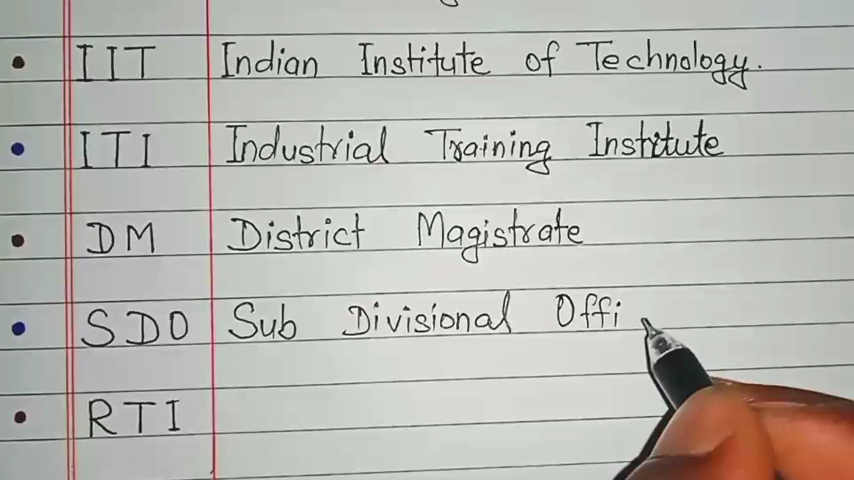 • IIT Indian Institute of Technology.
• ITI Industrial Training Institute
• DM District Magistrate
• SDO Sub Divisional Offi
• RTI